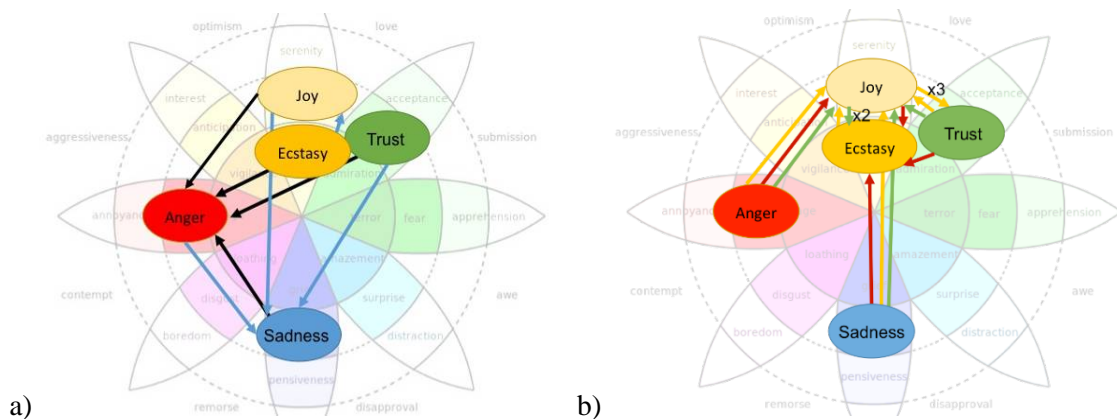 optimism
love
serenity
Joy
interest
acceptance
anticipation
Trust
aggressiveness
submission
Ecstasy
vigilance
admiration
Anger
annoyance
terror
fear
apprehension
loathing
amazement
contempt
disgust
surprise
awe
boredom
Sadness
distraction
pensiveness
remorse
disapproval
a)
optimism
love
serenity
Joy
x3
interest
acceptance
x2
Trust
aggressiveness
submission
Ecstasy
vigilance
admiration
Anger
annoyance
terror
fear
apprehension
loathing
amazement
contempt
disgust
surprise
awe
boredom
Sadness
distraction
pensiveness
remorse
disapproval
b)